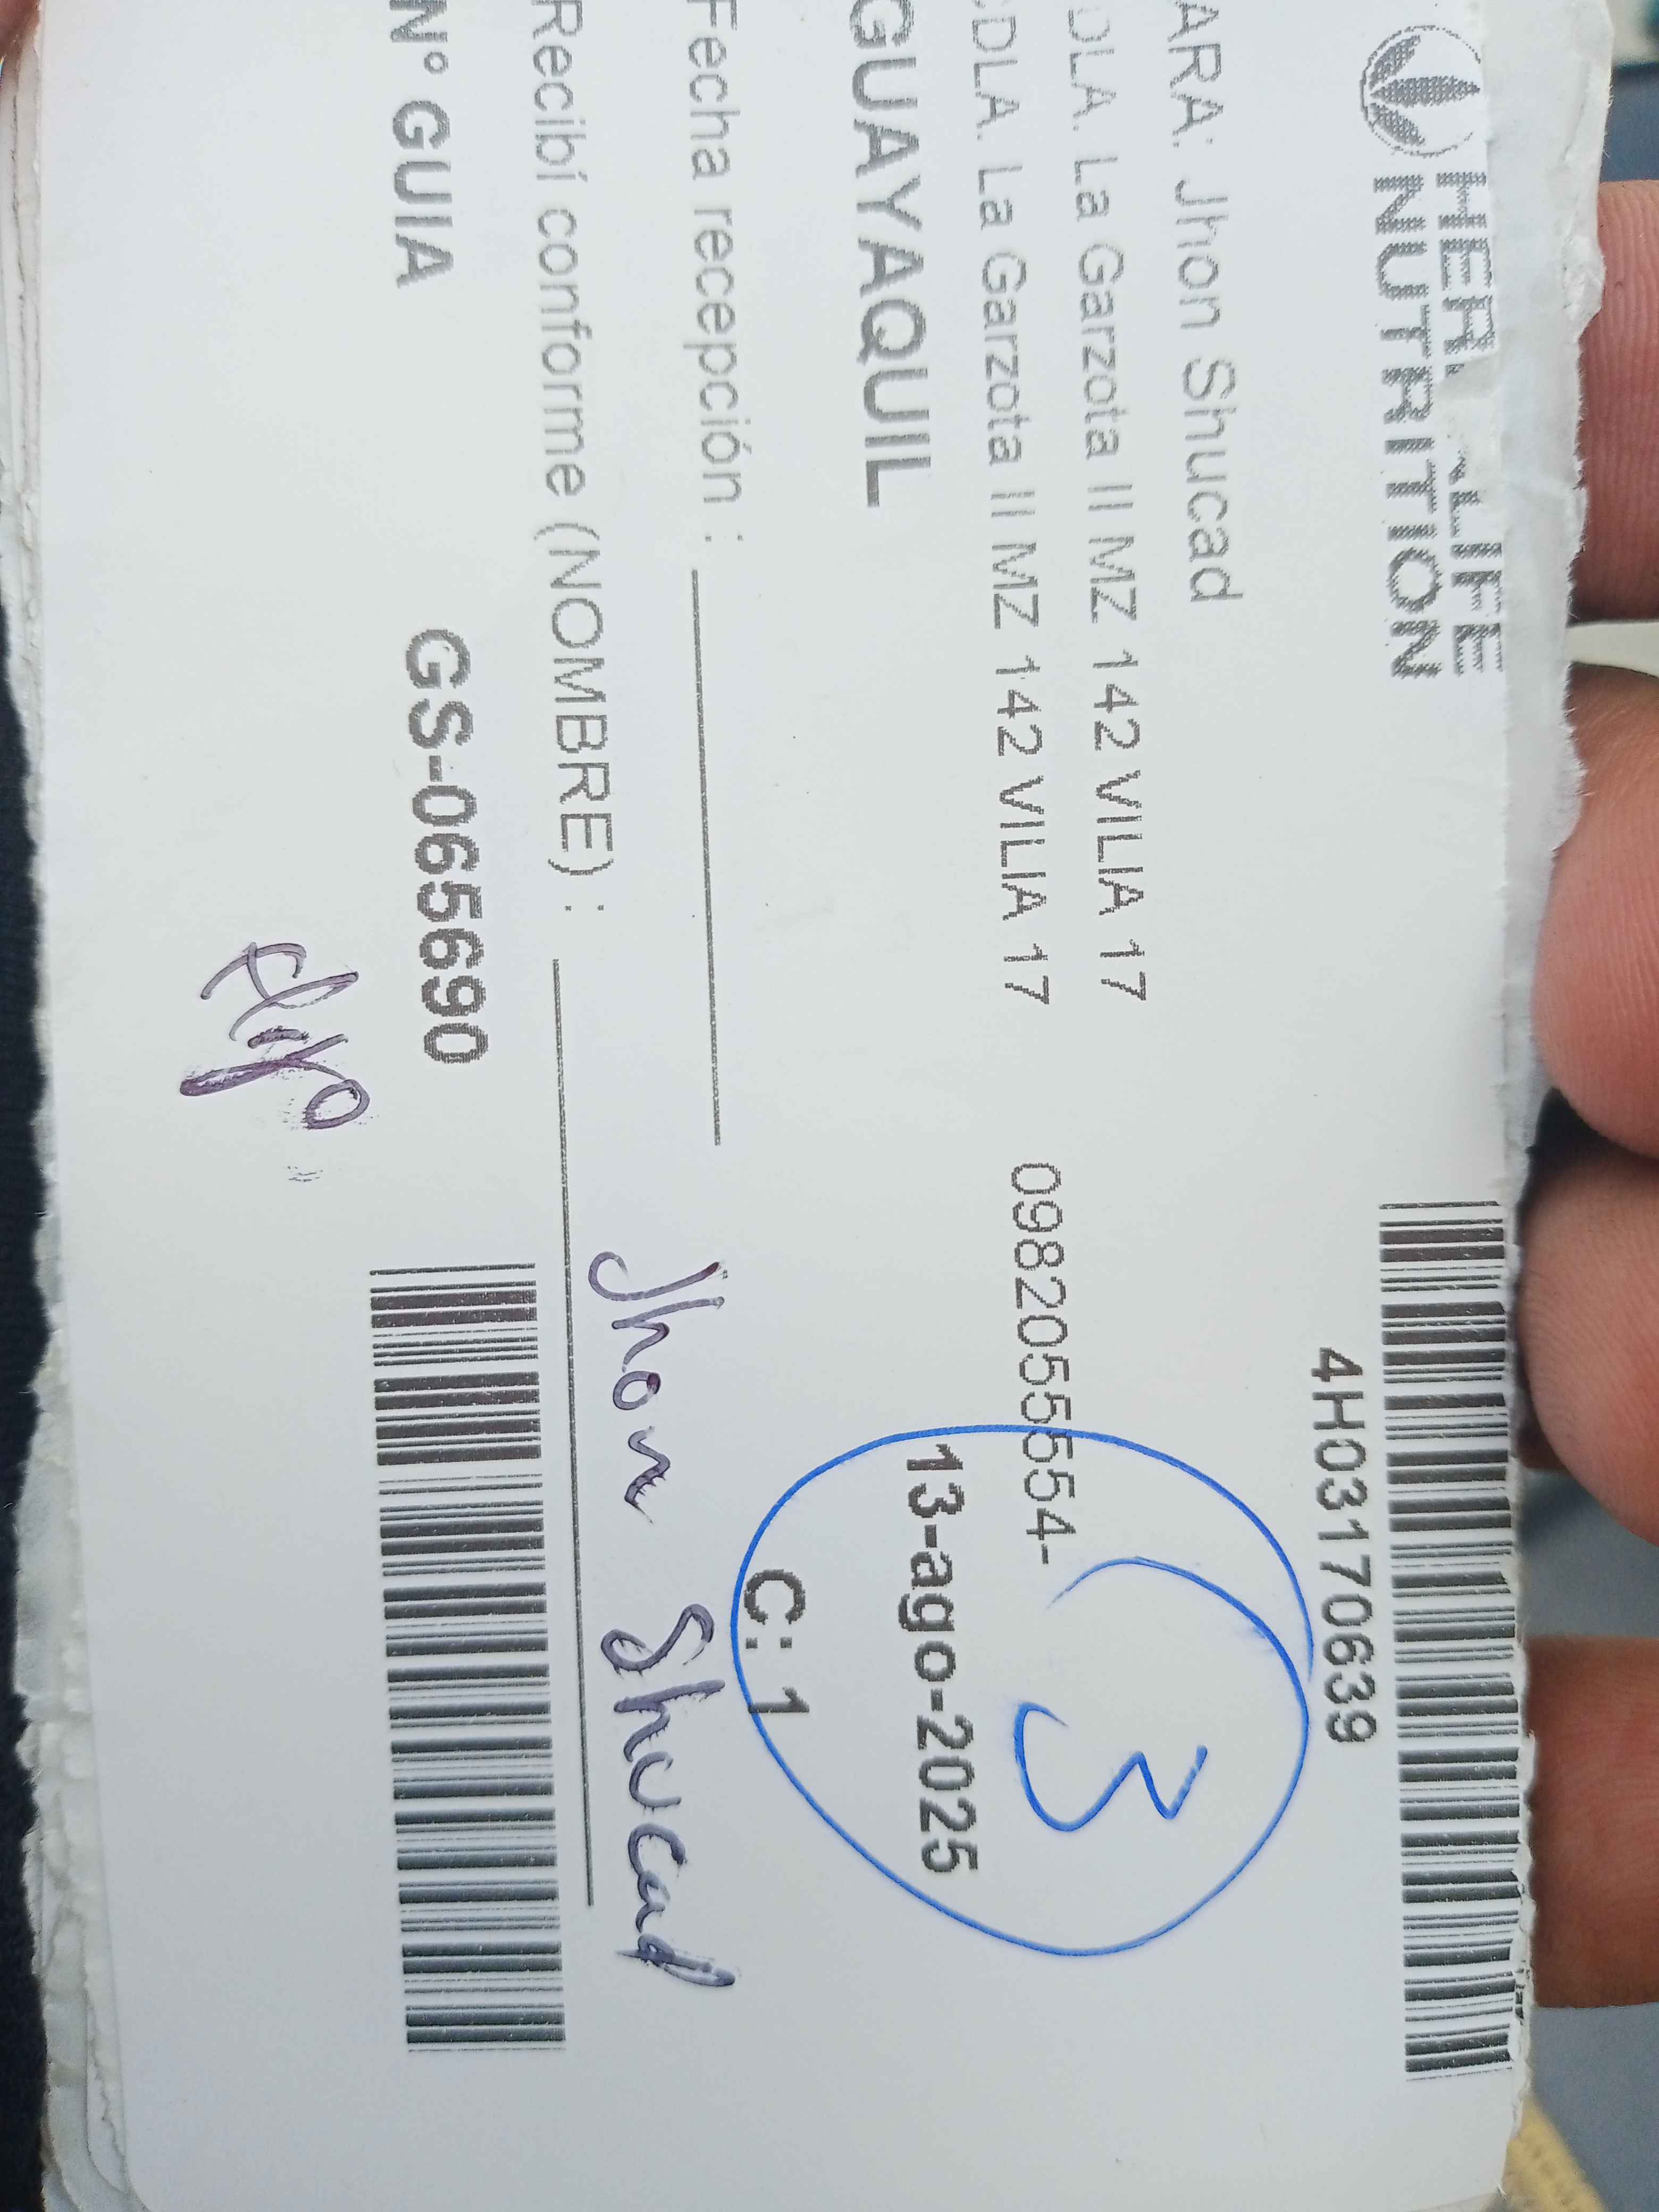 HERBALIFE
NUTRITION
4H03170639
ARA: Jhon Shucad
DLA. La Garzota II MZ 142 VILIA 17
DLA. La Garzota II MZ 142 VILIA 17 0982055554-
3
GUAYAQUIL 13-ago-2025
C: 1
Fecha recepción :
Jhon Shucad
Recibí conforme (NOMBRE) :
N° GUIA GS-065690